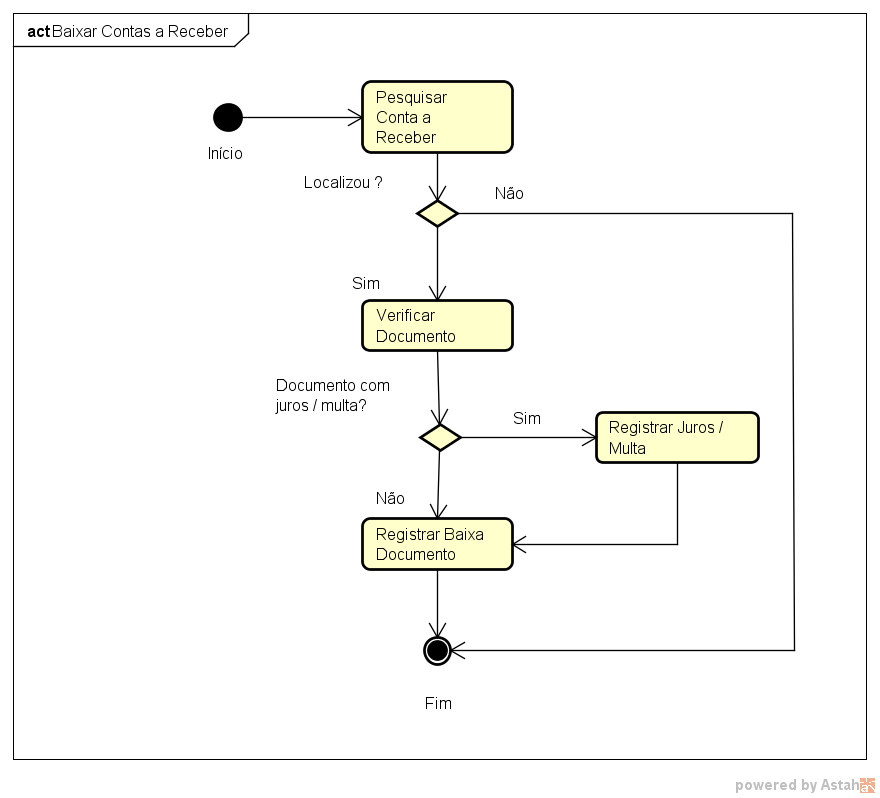 act Baixar Contas a Receber
Pesquisar
Conta a
Receber
Início
Localizou ?
Não
Sim
Verificar
Documento
Documento com
juros / multa?
Sim
Registrar Juros /
Multa
Não
Registrar Baixa
Documento
Fim
powered by Astah